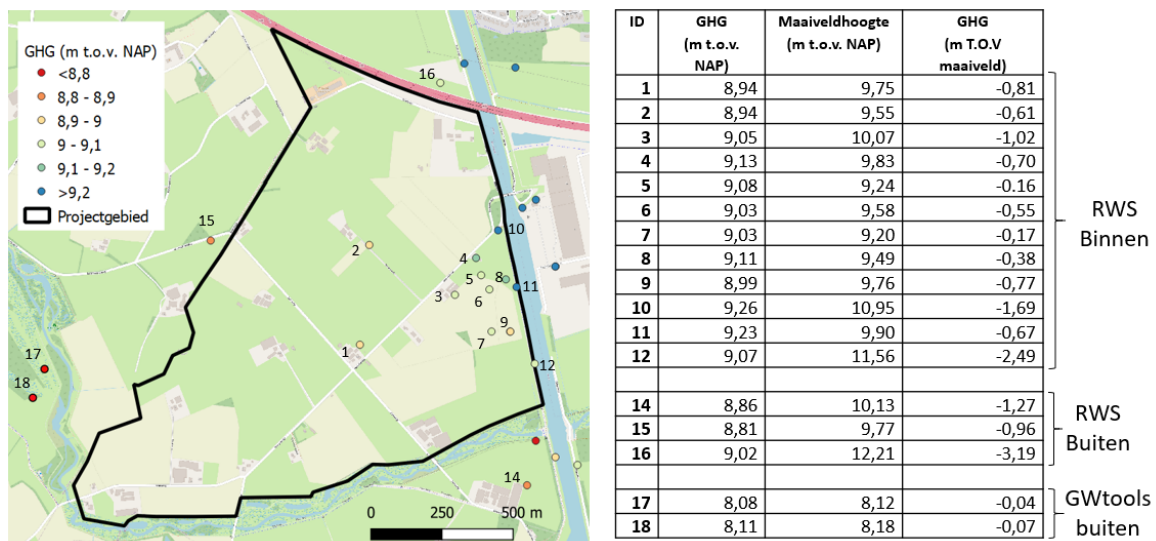 GHG (m t.o.v. NAP)
<8,8
8,8 - 8,9
8,9 - 9
9 - 9,1
9,1 - 9,2
>9,2
Projectgebied
16
15
2
10
4
5
8
11
3
6
7
9
1
12
17
18
14
0 250 500 m
ID GHG (m t.o.v. NAP) Maaiveldhoogte (m t.o.v. NAP) GHG (m T.O.V maaiveld)
1 8,94 9,75 -0,81
2 8,94 9,55 -0,61
3 9,05 10,07 -1,02
4 9,13 9,83 -0,70
5 9,08 9,24 -0.16
6 9,03 9,58 -0,55
7 9,03 9,20 -0,17
8 9,11 9,49 -0,38
9 8,99 9,76 -0,77
10 9,26 10,95 -1,69
11 9,23 9,90 -0,67
12 9,07 11,56 -2,49
RWS
Binnen
14 8,86 10,13 -1,27
15 8,81 9,77 -0,96
16 9,02 12,21 -3,19
RWS
Buiten
17 8,08 8,12 -0,04
18 8,11 8,18 -0,07
GWtools
buiten